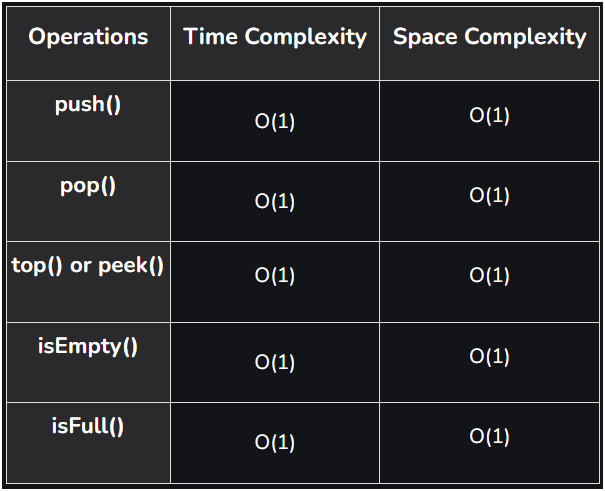 Operations Time Complexity Space Complexity
push() O(1) O(1)
pop() O(1) O(1)
top() or peek() O(1) O(1)
isEmpty() O(1) O(1)
isFull() O(1) O(1)